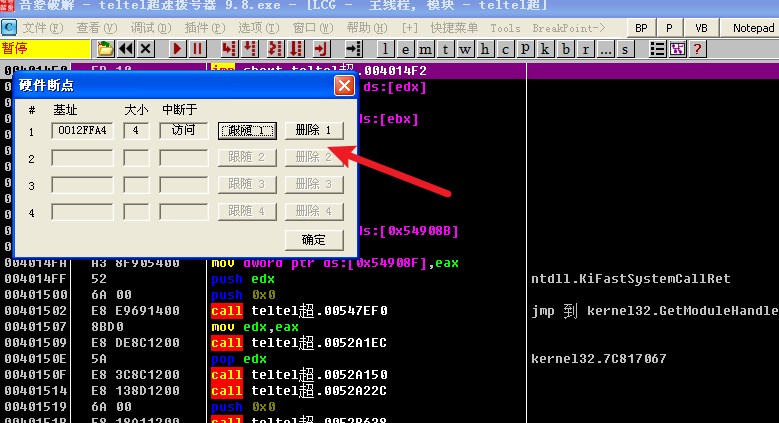 吾爱破解 - teltel超速拨号器 9.8.exe - [LCG - 主线程, 模块 - teltel超]
C 文件(F) 查看(V) 调试(D) 插件(P) 选项(T) 窗口(W) 帮助(H) [+] 快捷菜单 Tools BreakPoint-> BP P VB Notepad
暂停 l e m t w h c p k b r ... s ?
jmp short teltel超.004014F2
硬件断点
ds:[edx]
# 基址 大小 中断于
ds:[ebx]
1 0012FFA4 4 访问 跟随 1 删除 1
2 跟随 2 删除 2
3 跟随 3 删除 3
4 跟随 4 删除 4
ds:[0x54908B]
确定
004014FA A3 8F905400 mov dword ptr ds:[0x54908F],eax
004014FF 52 push edx ntdll.KiFastSystemCallRet
00401500 6A 00 push 0x0
00401502 E8 E9691400 call teltel超.00547EF0 jmp 到 kernel32.GetModuleHandle
00401507 8BD0 mov edx,eax
00401509 E8 DE8C1200 call teltel超.0052A1EC
0040150E 5A pop edx kernel32.7C817067
0040150F E8 3C8C1200 call teltel超.0052A150
00401514 E8 138D1200 call teltel超.0052A22C
00401519 6A 00 push 0x0